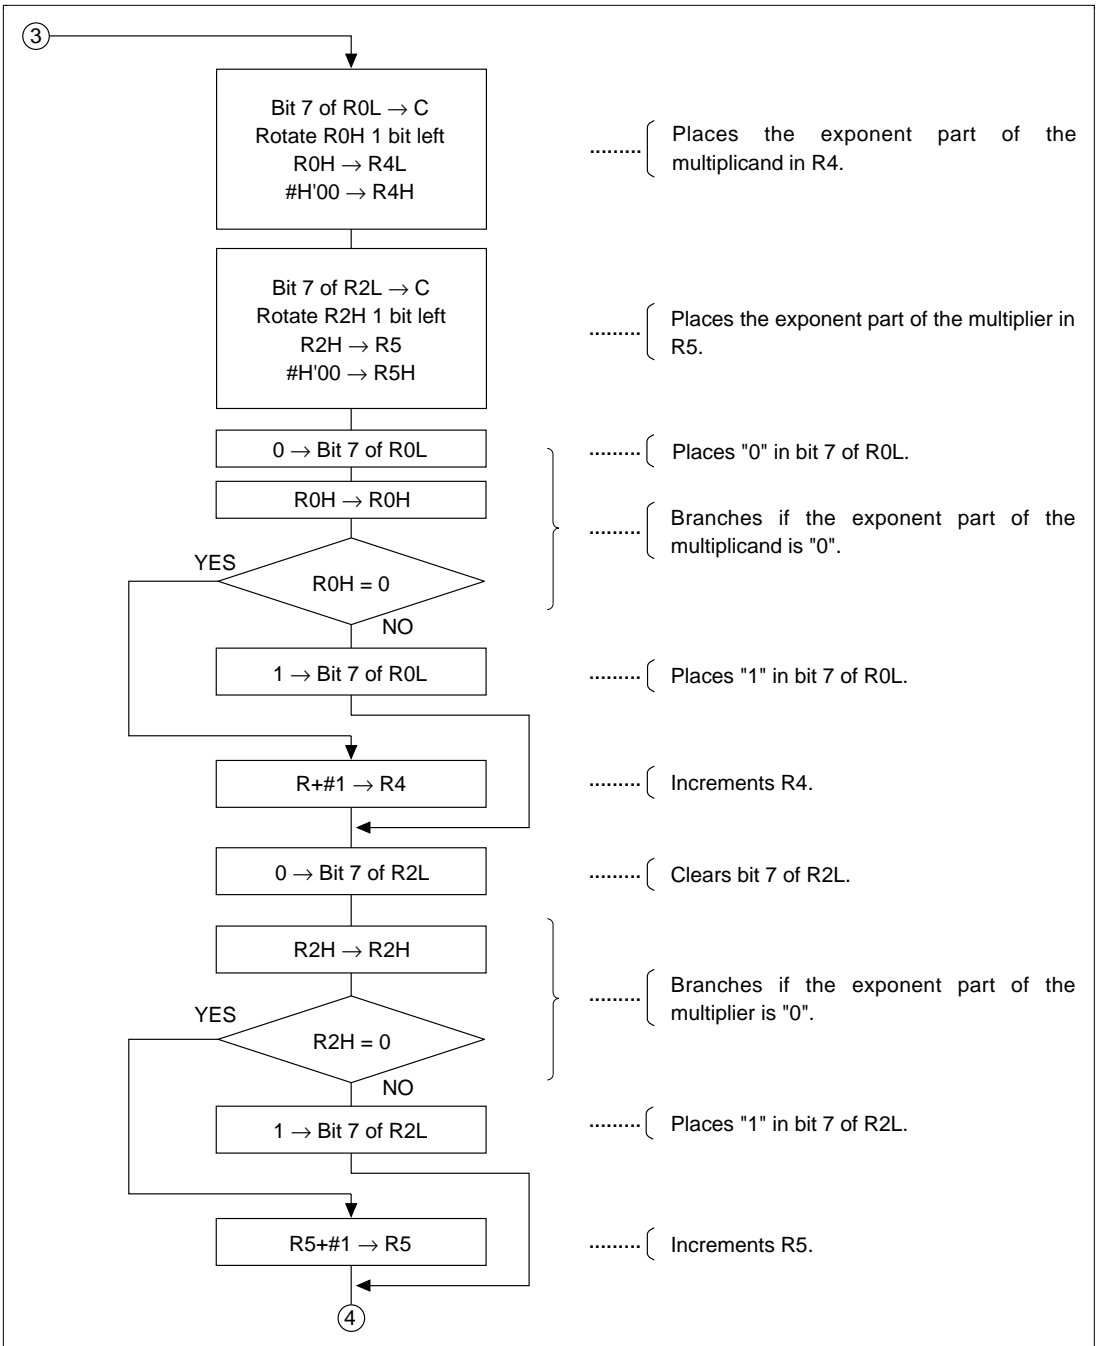 3
Bit 7 of R0L → C
Rotate R0H 1 bit left
R0H → R4L
#H'00 → R4H
......... Places the exponent part of the
multiplicand in R4.
Bit 7 of R2L → C
Rotate R2H 1 bit left
R2H → R5
#H'00 → R5H
......... Places the exponent part of the multiplier in
R5.
0 → Bit 7 of R0L
......... Places "0" in bit 7 of R0L.
R0H → R0H
......... Branches if the exponent part of the
multiplicand is "0".
YES
R0H = 0
NO
1 → Bit 7 of R0L
......... Places "1" in bit 7 of R0L.
R+#1 → R4
......... Increments R4.
0 → Bit 7 of R2L
......... Clears bit 7 of R2L.
R2H → R2H
......... Branches if the exponent part of the
multiplier is "0".
YES
R2H = 0
NO
1 → Bit 7 of R2L
......... Places "1" in bit 7 of R2L.
R5+#1 → R5
......... Increments R5.
4